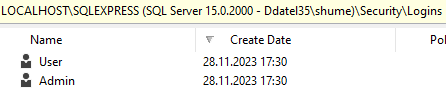 LOCALHOST\SQLEXPRESS (SQL Server 15.0.2000 - Ddatel35\shume)\Security\Logins
Name Create Date Pol
User 28.11.2023 17:30
Admin 28.11.2023 17:30